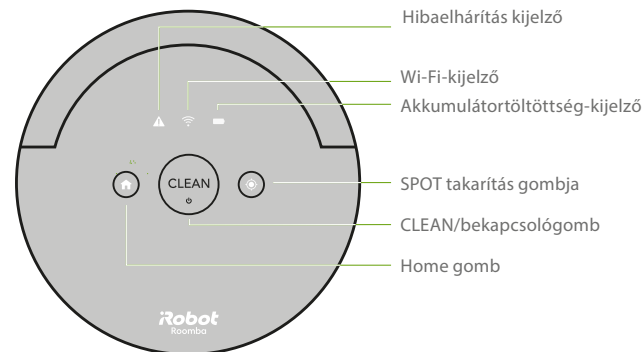 Hibaelhárítás kijelző
Wi-Fi-kijelző
Akkumulátortöltöttség-kijelző
SPOT takarítás gombja
CLEAN
CLEAN/bekapcsológomb
Home gomb
iRobot
Roomba